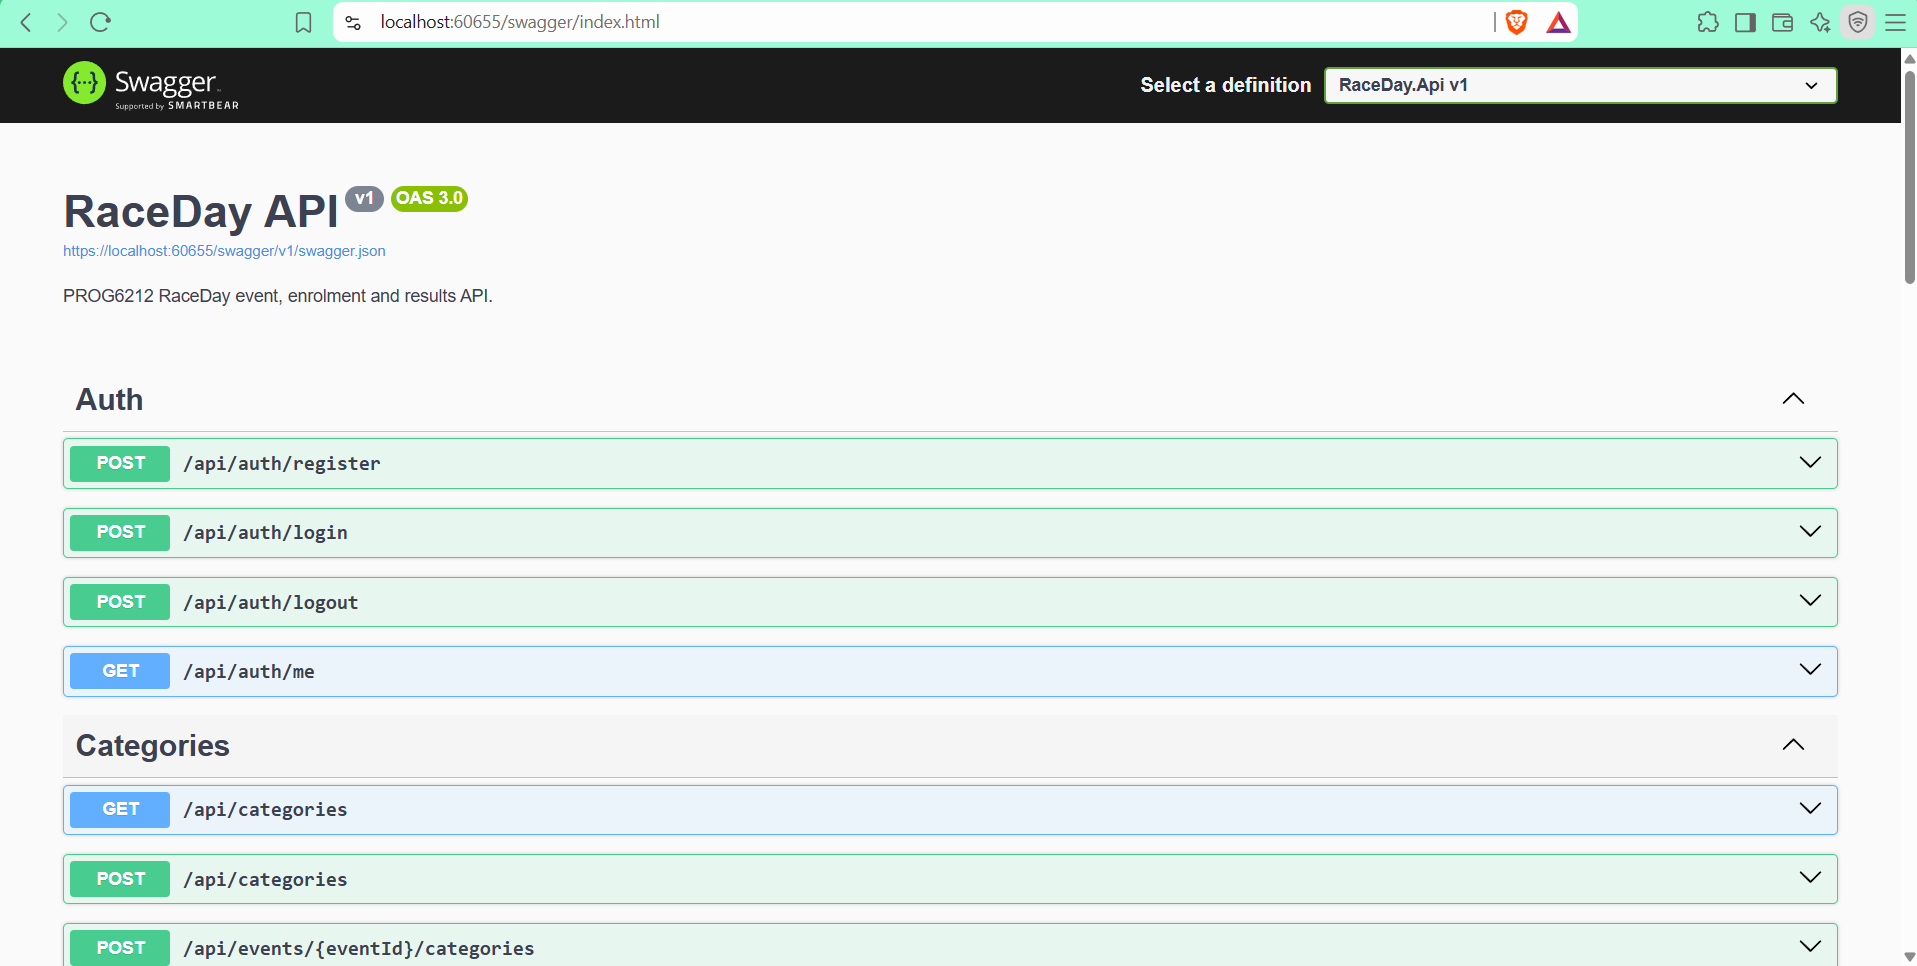 localhost:60655/swagger/index.html
{···} Swagger
Supported by SMARTBEAR
Select a definition
RaceDay.Api v1
RaceDay API v1 OAS 3.0
https://localhost:60655/swagger/v1/swagger.json
PROG6212 RaceDay event, enrolment and results API.
Auth
POST /api/auth/register
POST /api/auth/login
POST /api/auth/logout
GET /api/auth/me
Categories
GET /api/categories
POST /api/categories
POST /api/events/{eventId}/categories